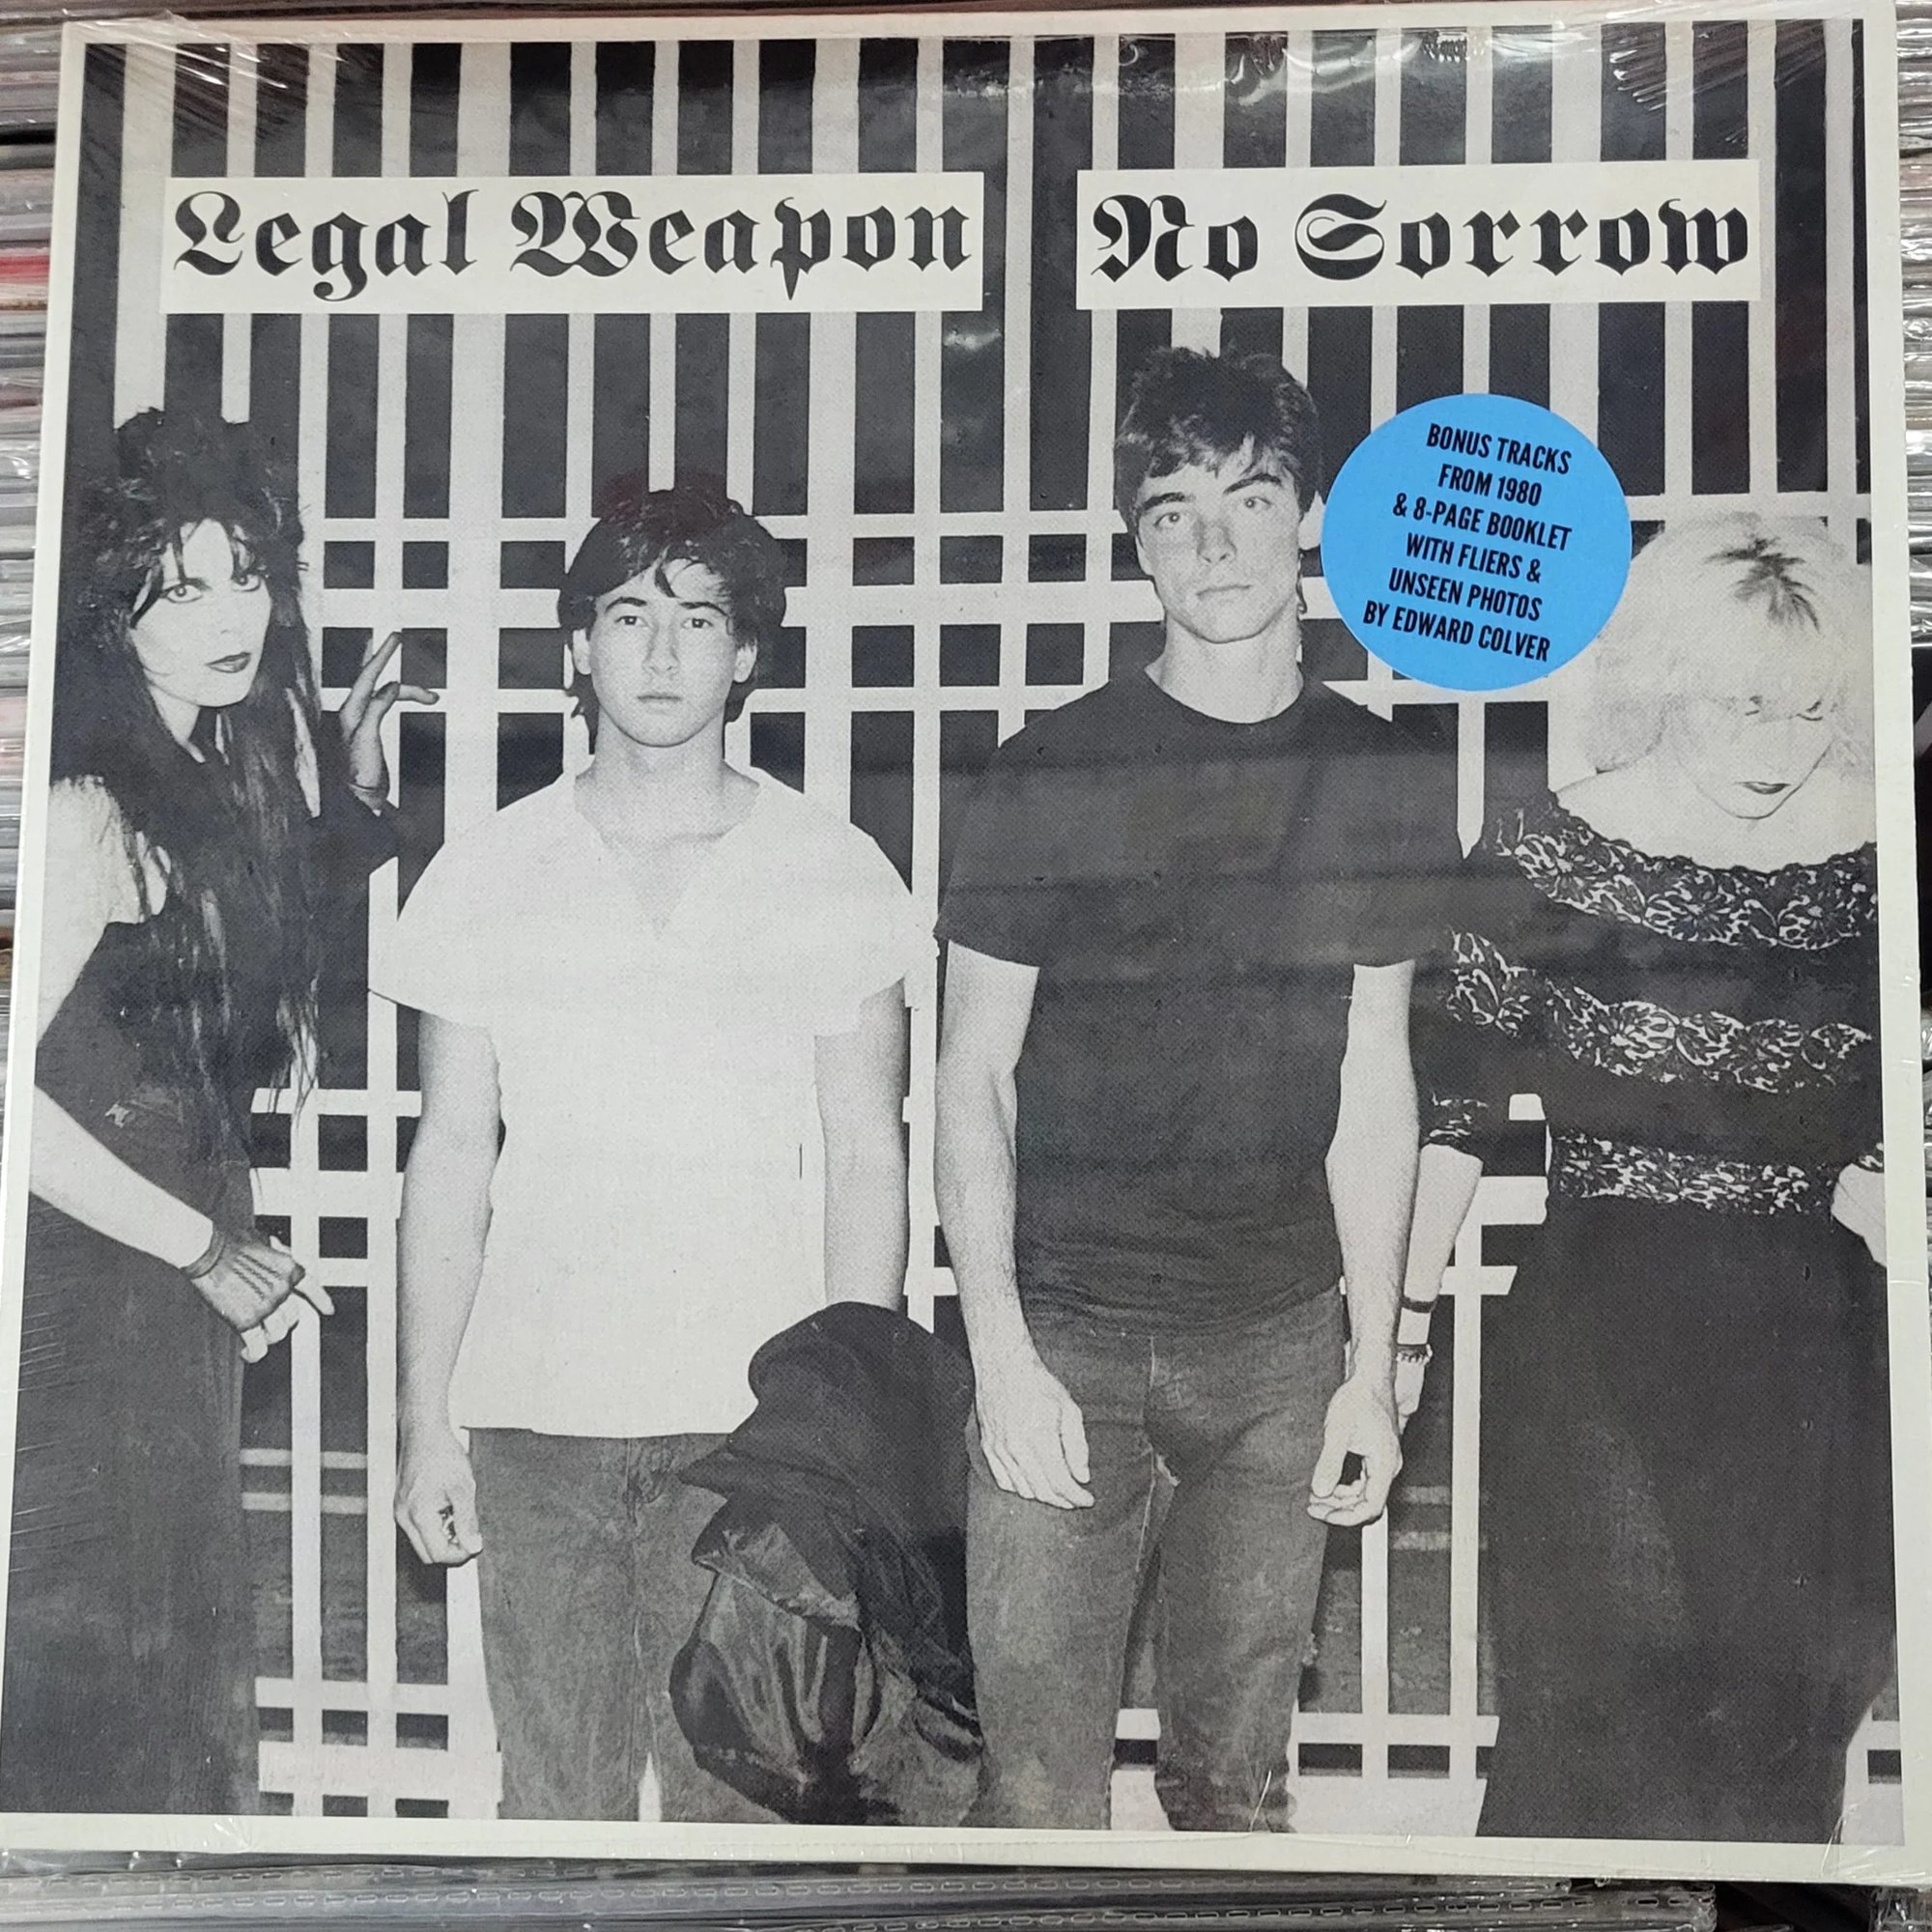 Legal Weapon
No Sorrow
BONUS TRACKS
FROM 1980
& 8-PAGE BOOKLET
WITH FLIERS &
UNSEEN PHOTOS
BY EDWARD COLVER